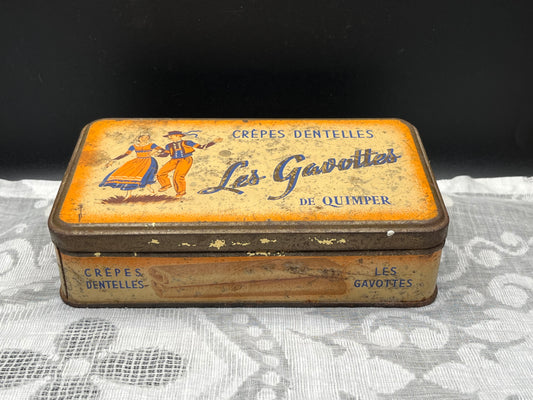 CRÊPES DENTELLES
Les Gavottes
DE QUIMPER
CRÊPES
DENTELLES
LES
GAVOTTES